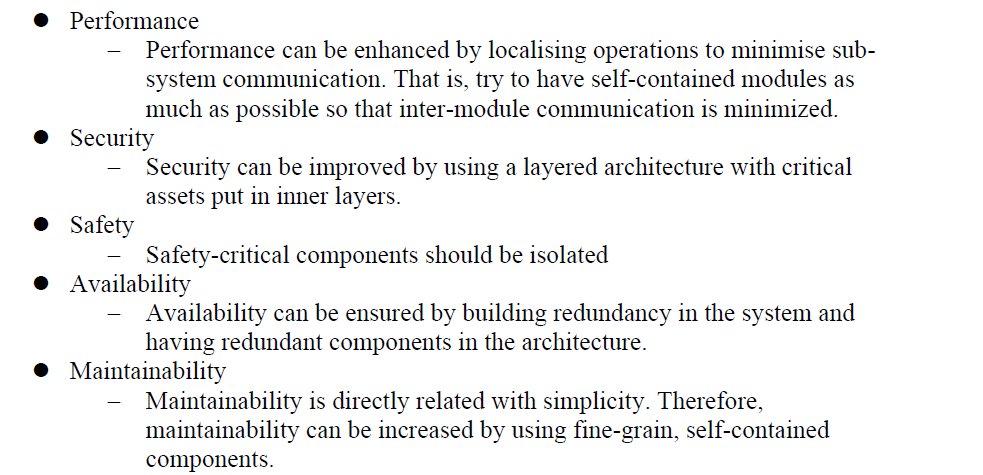 ● Performance
– Performance can be enhanced by localising operations to minimise sub-
system communication. That is, try to have self-contained modules as
much as possible so that inter-module communication is minimized.
● Security
– Security can be improved by using a layered architecture with critical
assets put in inner layers.
● Safety
– Safety-critical components should be isolated
● Availability
– Availability can be ensured by building redundancy in the system and
having redundant components in the architecture.
● Maintainability
– Maintainability is directly related with simplicity. Therefore,
maintainability can be increased by using fine-grain, self-contained
components.